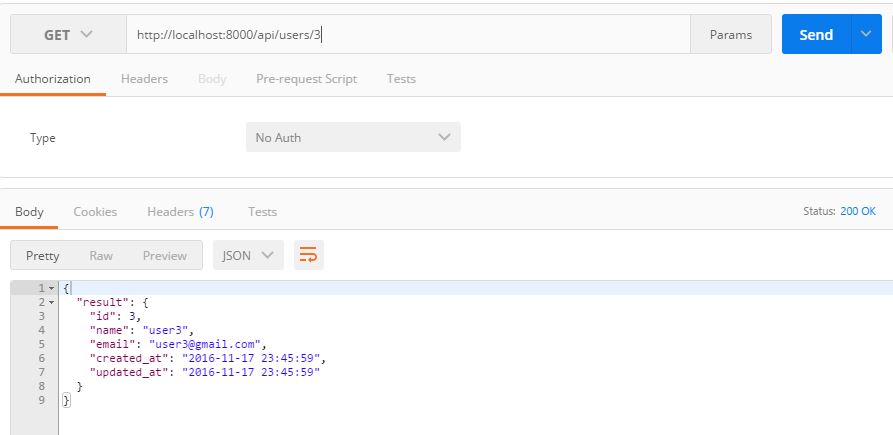 GET http://localhost:8000/api/users/3 Params Send
Authorization Headers Body Pre-request Script Tests
Type No Auth
Body Cookies Headers (7) Tests Status: 200 OK
Pretty Raw Preview JSON
1 {
2 "result": {
3 "id": 3,
4 "name": "user3",
5 "email": "user3@gmail.com",
6 "created_at": "2016-11-17 23:45:59",
7 "updated_at": "2016-11-17 23:45:59"
8 }
9 }